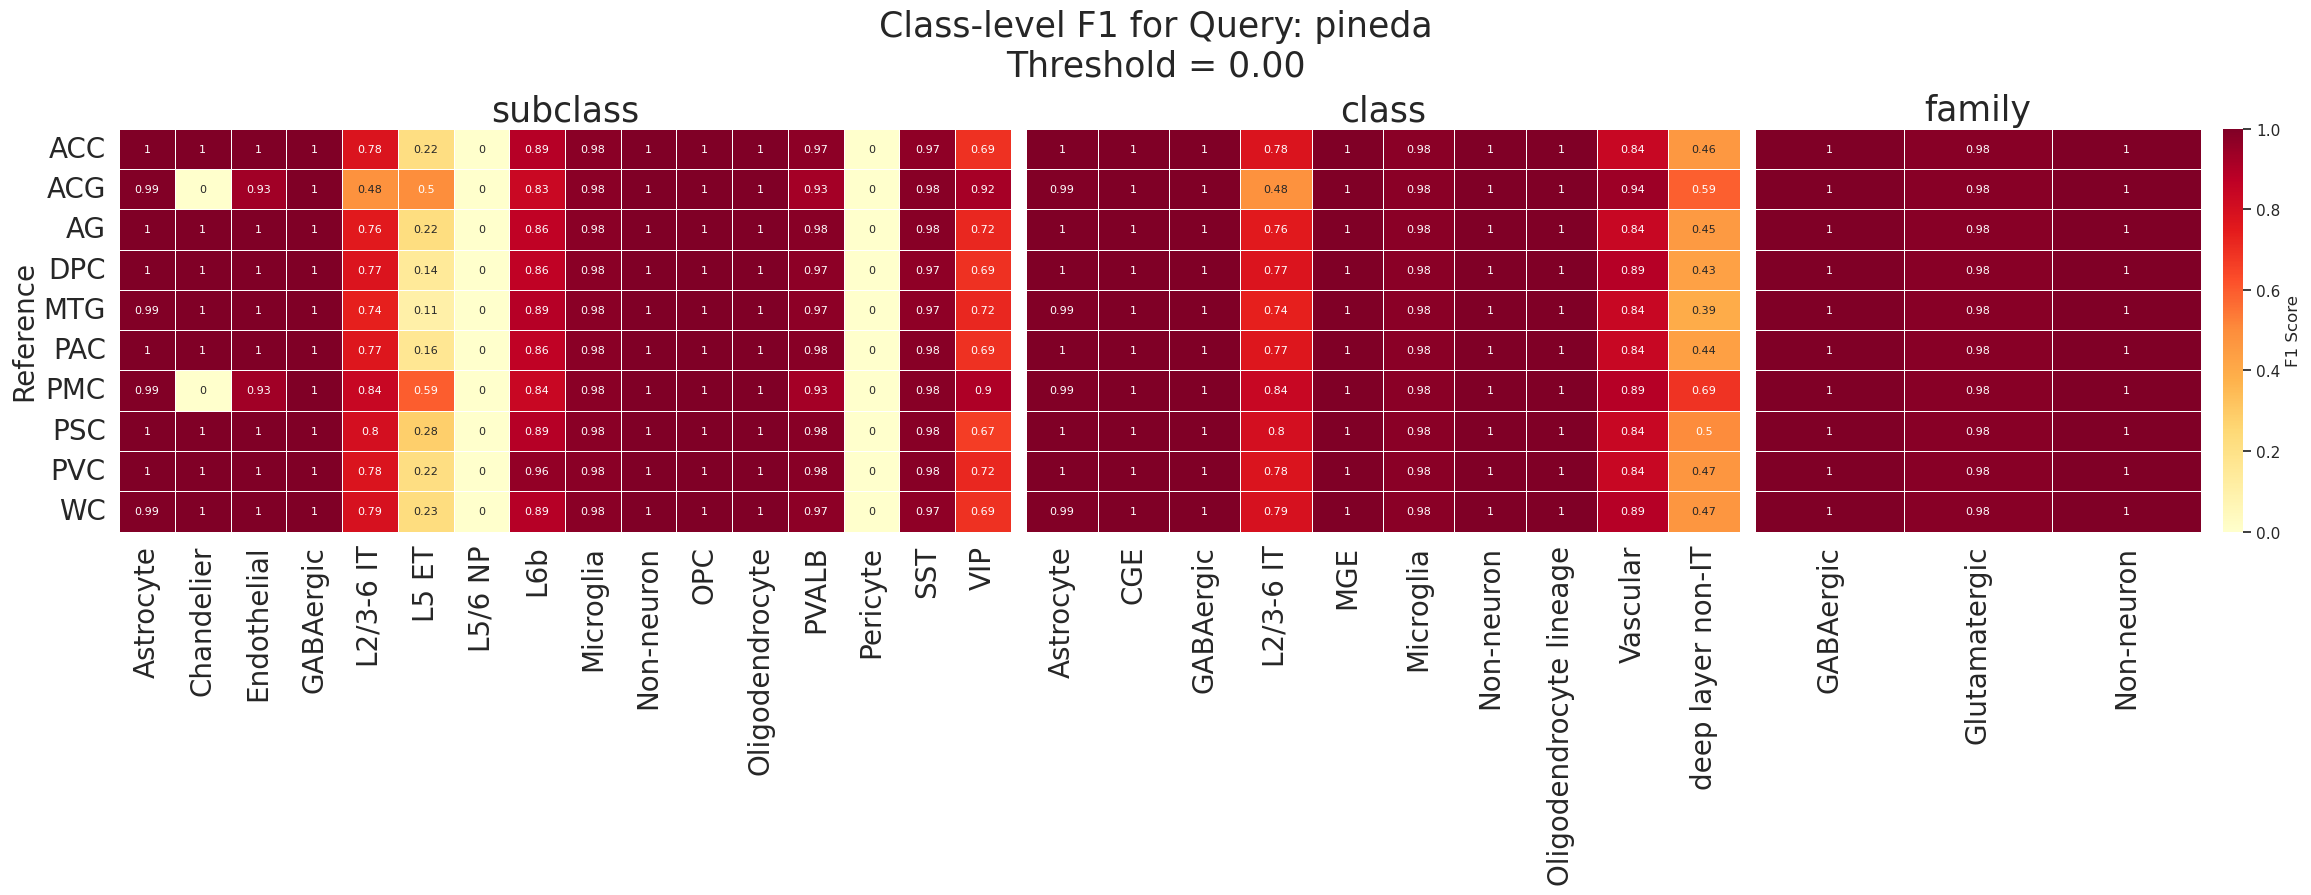 Class-level F1 for Query: pineda
Threshold = 0.00
subclass class family
ACC 1 1 1 1 0.78 0.22 0 0.89 0.98 1 1 1 0.97 0 0.97 0.69 1 1 1 0.78 1 0.98 1 1 0.84 0.46 1 0.98 1
ACG 0.99 0 0.93 1 0.48 0.5 0 0.83 0.98 1 1 1 0.93 0 0.98 0.92 0.99 1 1 0.48 1 0.98 1 1 0.94 0.59 1 0.98 1
AG 1 1 1 1 0.76 0.22 0 0.86 0.98 1 1 1 0.98 0 0.98 0.72 1 1 1 0.76 1 0.98 1 1 0.84 0.45 1 0.98 1
DPC 1 1 1 1 0.77 0.14 0 0.86 0.98 1 1 1 0.97 0 0.97 0.69 1 1 1 0.77 1 0.98 1 1 0.89 0.43 1 0.98 1
MTG 0.99 1 1 1 0.74 0.11 0 0.89 0.98 1 1 1 0.97 0 0.97 0.72 0.99 1 1 0.74 1 0.98 1 1 0.84 0.39 1 0.98 1
PAC 1 1 1 1 0.77 0.16 0 0.86 0.98 1 1 1 0.98 0 0.98 0.69 1 1 1 0.77 1 0.98 1 1 0.84 0.44 1 0.98 1
PMC 0.99 0 0.93 1 0.84 0.59 0 0.84 0.98 1 1 1 0.93 0 0.98 0.9 0.99 1 1 0.84 1 0.98 1 1 0.89 0.69 1 0.98 1
PSC 1 1 1 1 0.8 0.28 0 0.89 0.98 1 1 1 0.98 0 0.98 0.67 1 1 1 0.8 1 0.98 1 1 0.84 0.5 1 0.98 1
PVC 1 1 1 1 0.78 0.22 0 0.96 0.98 1 1 1 0.98 0 0.98 0.72 1 1 1 0.78 1 0.98 1 1 0.84 0.47 1 0.98 1
WC 0.99 1 1 1 0.79 0.23 0 0.89 0.98 1 1 1 0.97 0 0.97 0.69 0.99 1 1 0.79 1 0.98 1 1 0.89 0.47 1 0.98 1
Reference
Astrocyte
Chandelier
Endothelial
GABAergic
L2/3-6 IT
L5 ET
L5/6 NP
L6b
Microglia
Non-neuron
OPC
Oligodendrocyte
PVALB
Pericyte
SST
VIP
Astrocyte
CGE
GABAergic
L2/3-6 IT
MGE
Microglia
Non-neuron
Oligodendrocyte lineage
Vascular
deep layer non-IT
GABAergic
Glutamatergic
Non-neuron
1.0
0.8
0.6
0.4
0.2
0.0
F1 Score